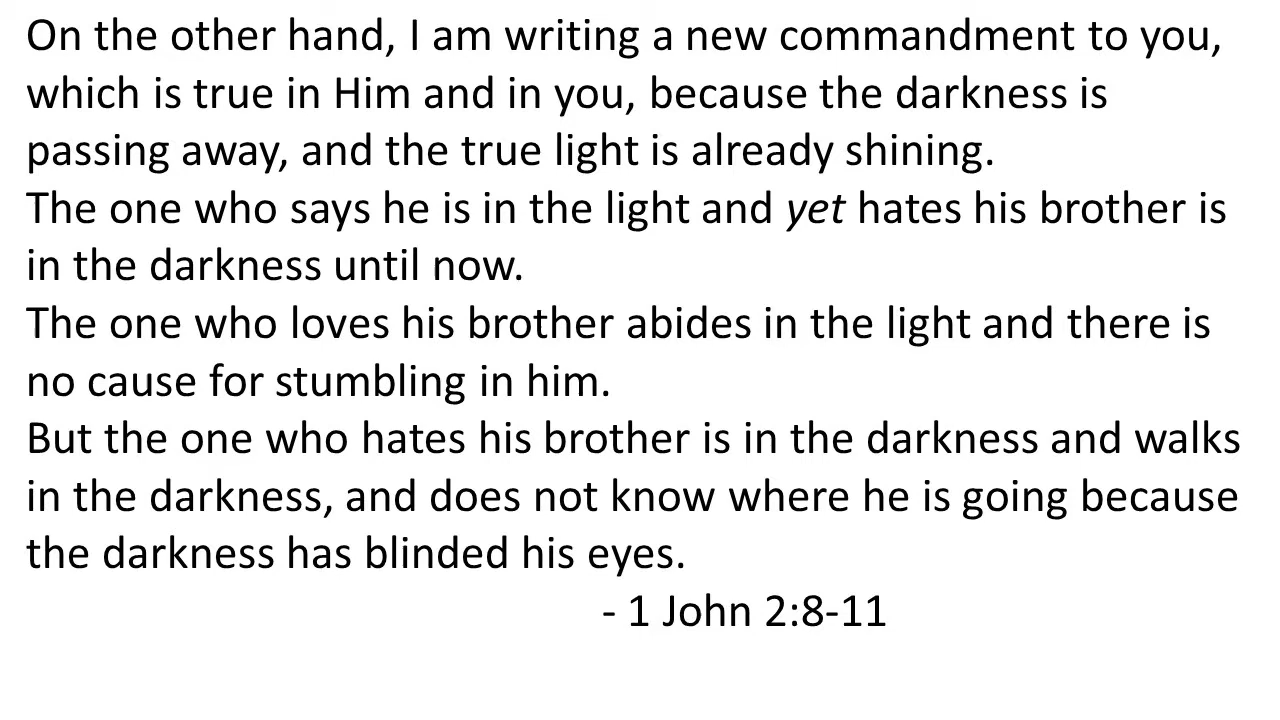 On the other hand, I am writing a new commandment to you,
which is true in Him and in you, because the darkness is
passing away, and the true light is already shining.
The one who says he is in the light and yet hates his brother is
in the darkness until now.
The one who loves his brother abides in the light and there is
no cause for stumbling in him.
But the one who hates his brother is in the darkness and walks
in the darkness, and does not know where he is going because
the darkness has blinded his eyes.
- 1 John 2:8-11